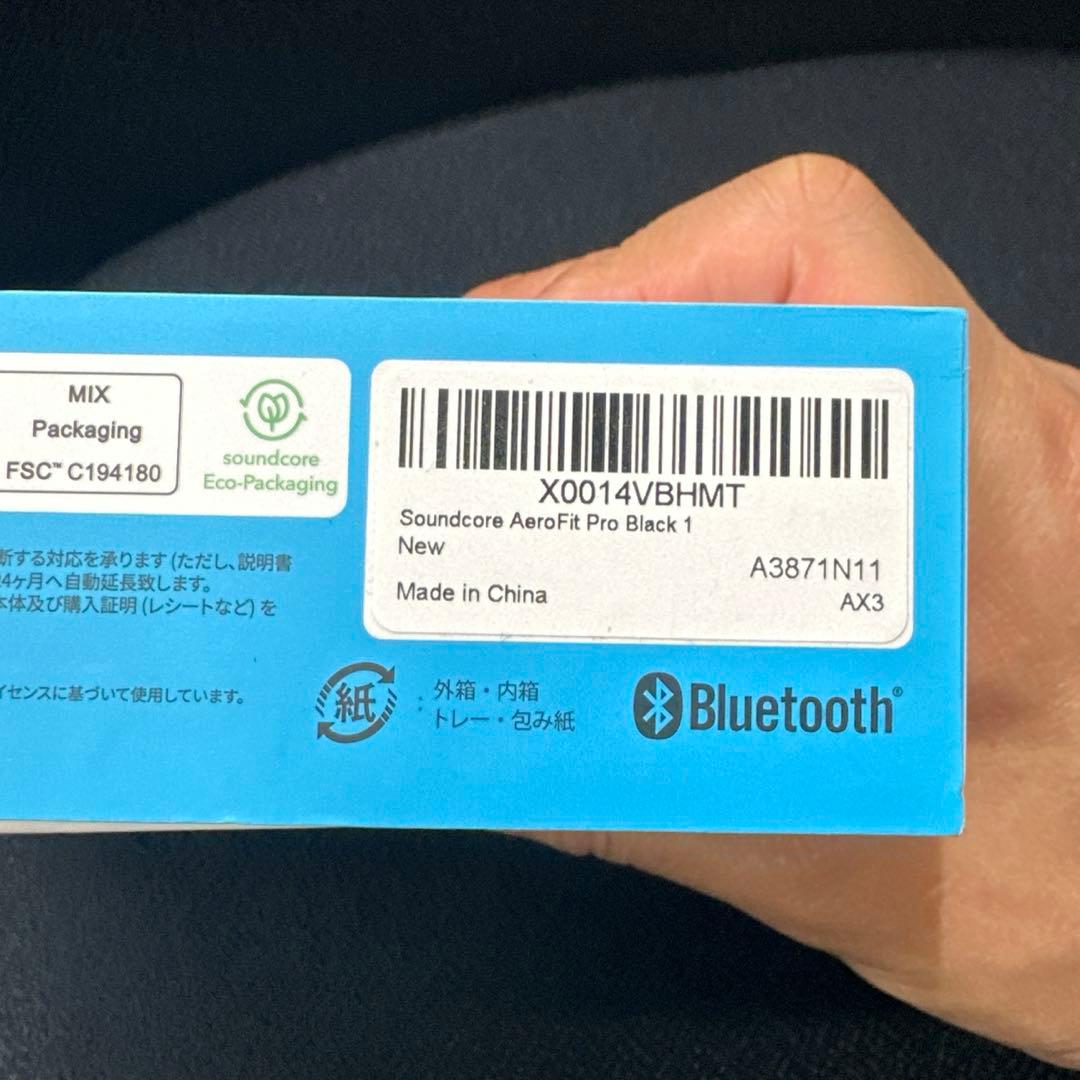 MIX
Packaging
FSC™ C194180
soundcore
Eco-Packaging
X0014VBHMT
Soundcore AeroFit Pro Black 1
New
A3871N11
Made in China
AX3
断する対応を承ります(ただし、説明書
24ヶ月へ自動延長致します。
本体及び購入証明(レシートなど)を
イセンスに基づいて使用しています。
紙
:
外箱・内箱
トレー・包み紙
Bluetooth®